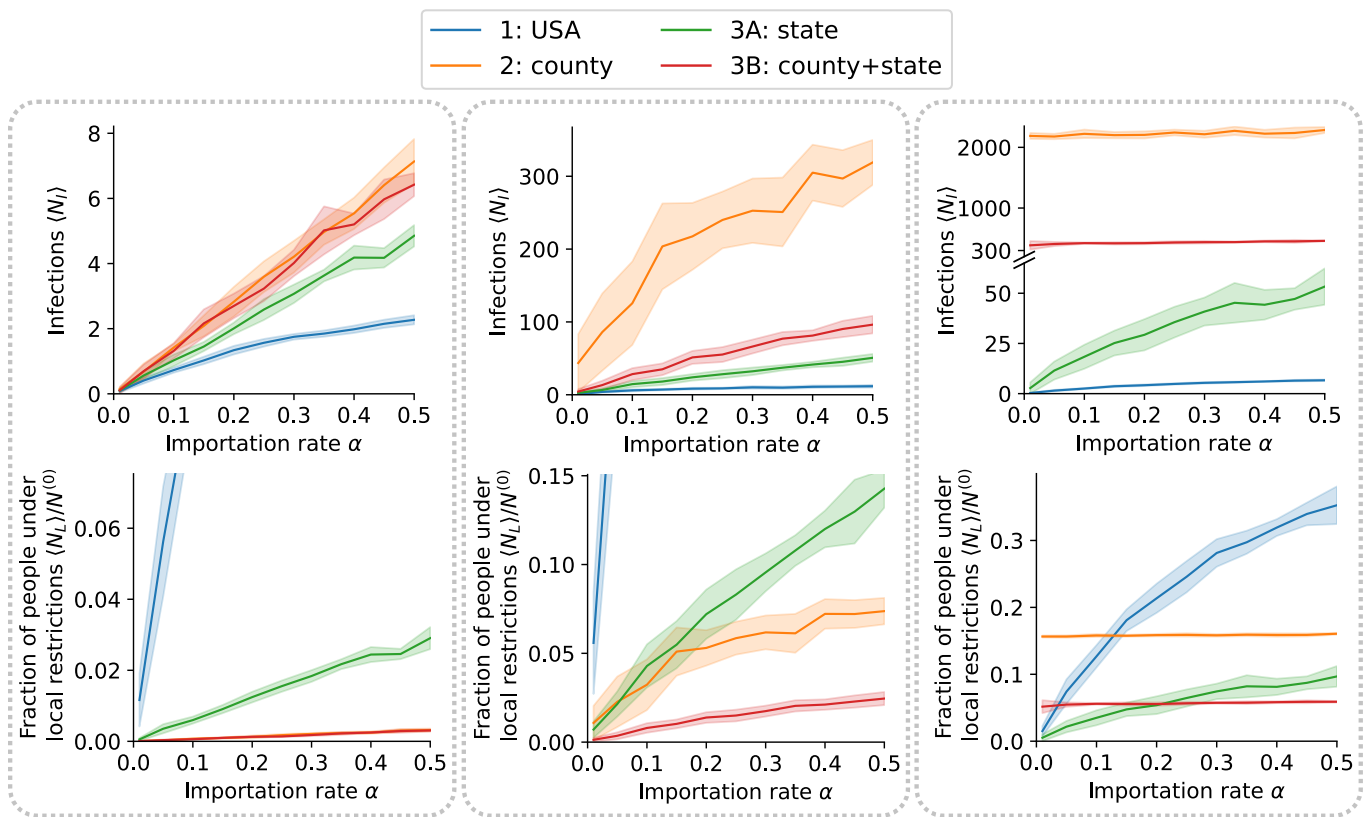 1: USA
2: county
3A: state
3B: county+state
Infections ⟨N_I⟩
8
6
4
2
0
0.0 0.1 0.2 0.3 0.4 0.5
Importation rate α
Infections ⟨N_I⟩
300
200
100
0
0.0 0.1 0.2 0.3 0.4 0.5
Importation rate α
Infections ⟨N_I⟩
2000
1000
300
50
25
0
0.0 0.1 0.2 0.3 0.4 0.5
Importation rate α
Fraction of people under
local restrictions ⟨N_L⟩/N^(0)
0.06
0.04
0.02
0.00
0.0 0.1 0.2 0.3 0.4 0.5
Importation rate α
Fraction of people under
local restrictions ⟨N_L⟩/N^(0)
0.15
0.10
0.05
0.00
0.0 0.1 0.2 0.3 0.4 0.5
Importation rate α
Fraction of people under
local restrictions ⟨N_L⟩/N^(0)
0.3
0.2
0.1
0.0
0.0 0.1 0.2 0.3 0.4 0.5
Importation rate α